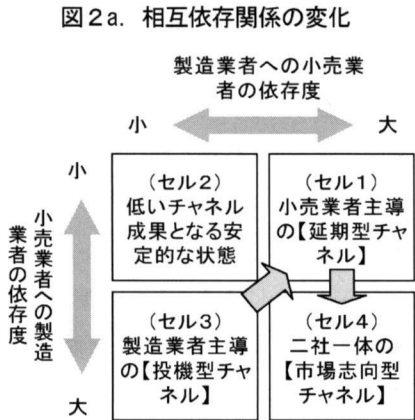 図2a. 相互依存関係の変化
製造業者への小売業
者の依存度
小
大
小
小売業者への製造
業者の依存度
大
(セル2)
低いチャネル
成果となる安
定的な状態
(セル1)
小売業者主導
の【延期型チャ
ネル】
(セル3)
製造業者主導
の【投機型チャ
ネル】
(セル4)
二社一体の
【市場志向型
チャネル】